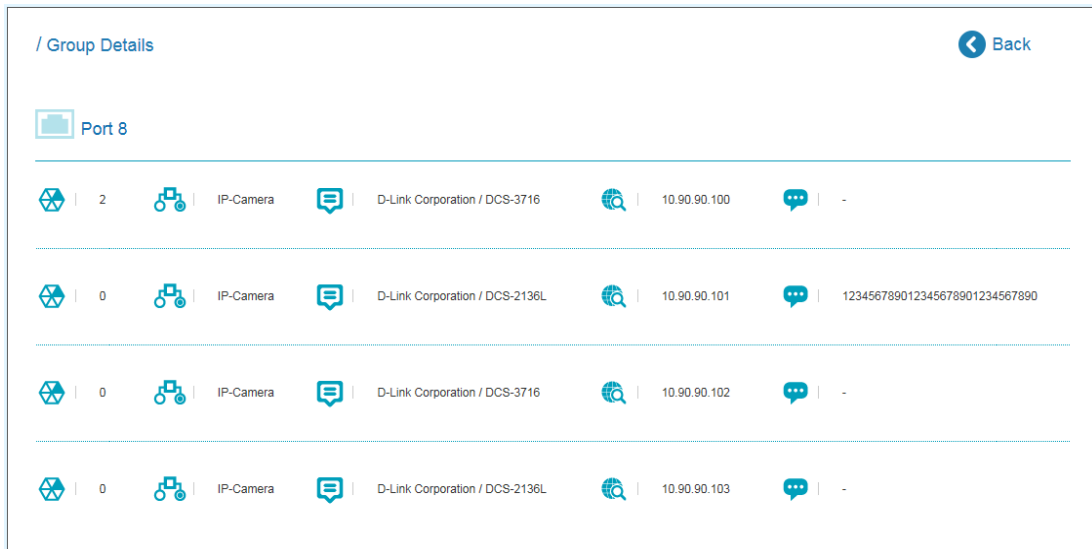 / Group Details
Back
Port 8
2 IP-Camera D-Link Corporation / DCS-3716 10.90.90.100 -
0 IP-Camera D-Link Corporation / DCS-2136L 10.90.90.101 123456789012345678901234567890
0 IP-Camera D-Link Corporation / DCS-3716 10.90.90.102 -
0 IP-Camera D-Link Corporation / DCS-2136L 10.90.90.103 -